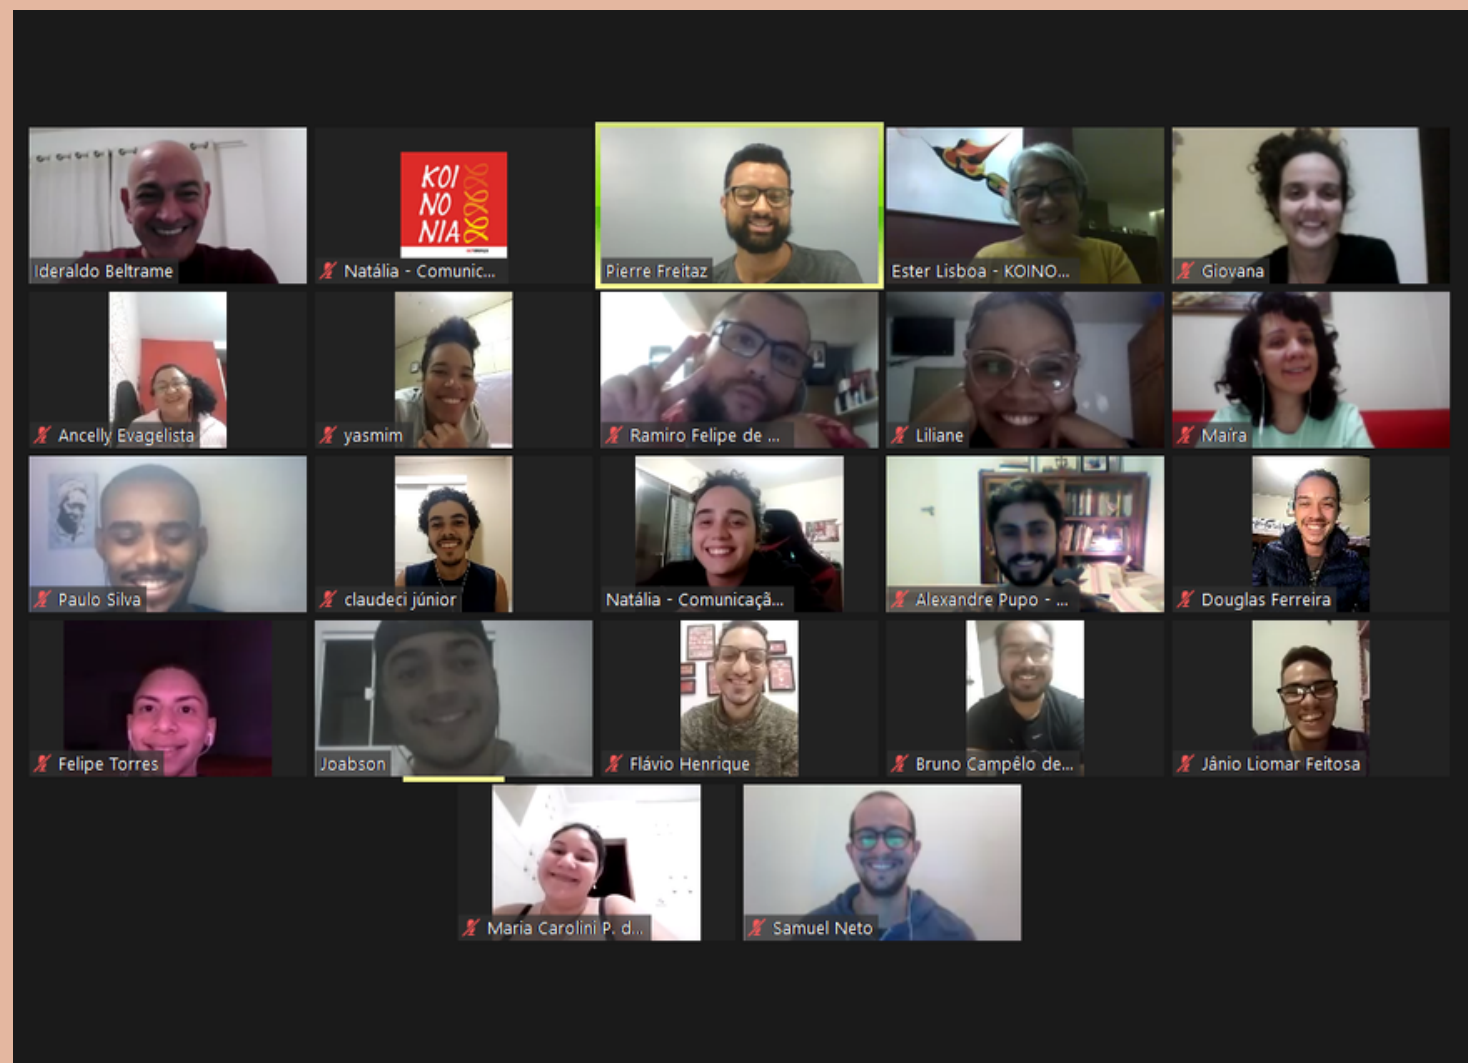 Ideraldo Beltrame
KOI
NO
NIA
Natália - Comunic...
Pierre Freitaz
Ester Lisboa - KOINO...
Giovana
Ancelly Evagelista
yasmim
Ramiro Felipe de ...
Liliane
Maíra
Paulo Silva
claudeci júnior
Natália - Comunicaçã...
Alexandre Pupo - ...
Douglas Ferreira
Felipe Torres
Joabson
Flávio Henrique
Bruno Campêlo de...
Jânio Liomar Feitosa
Maria Carolini P. d...
Samuel Neto